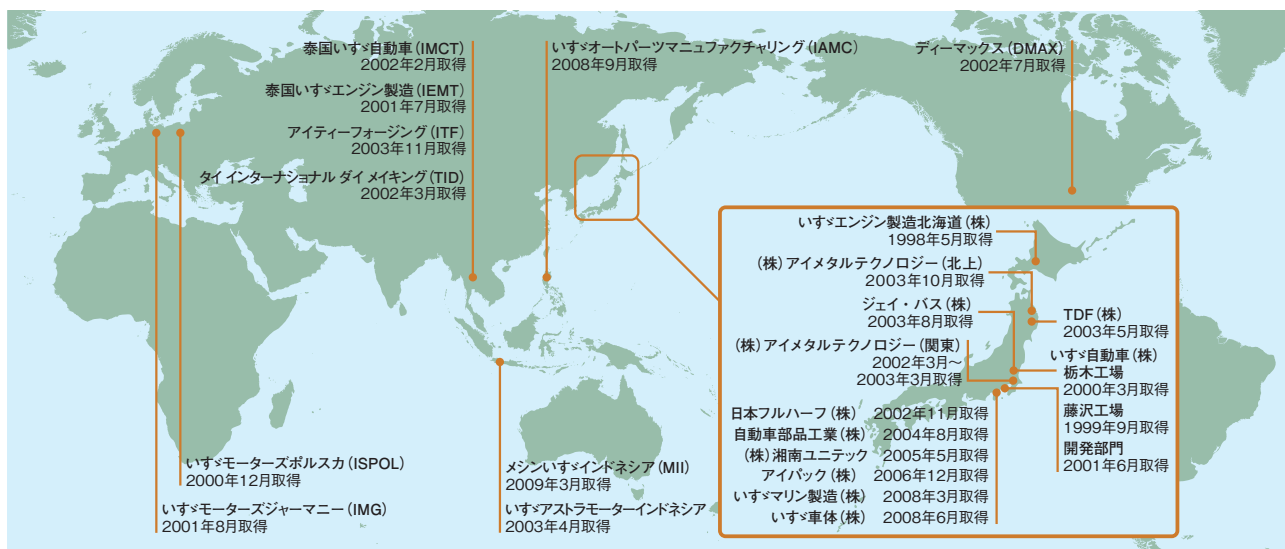 泰国いすゞ自動車（IMCT）
2002年2月取得
泰国いすゞエンジン製造（IEMT）
2001年7月取得
アイティーフォージング（ITF）
2003年11月取得
タイ インターナショナル ダイ メイキング（TID）
2002年3月取得
いすゞオートパーツマニュファクチャリング（IAMC）
2008年9月取得
ディーマックス（DMAX）
2002年7月取得
いすゞエンジン製造北海道（株）
1998年5月取得
（株）アイメタルテクノロジー（北上）
2003年10月取得
ジェイ・バス（株）
2003年8月取得
（株）アイメタルテクノロジー（関東）
2002年3月〜
2003年3月取得
TDF（株）
2003年5月取得
いすゞ自動車（株）
栃木工場
2000年3月取得
藤沢工場
1999年9月取得
開発部門
2001年6月取得
日本フルハーフ（株） 2002年11月取得
自動車部品工業（株） 2004年8月取得
（株）湘南ユニテック 2005年5月取得
アイパック（株） 2006年12月取得
いすゞマリン製造（株） 2008年3月取得
いすゞ車体（株） 2008年6月取得
いすゞモーターズポルスカ（ISPOL）
2000年12月取得
いすゞモーターズジャーマニー（IMG）
2001年8月取得
メシンいすゞインドネシア（MII）
2009年3月取得
いすゞアストラモーターインドネシア
2003年4月取得